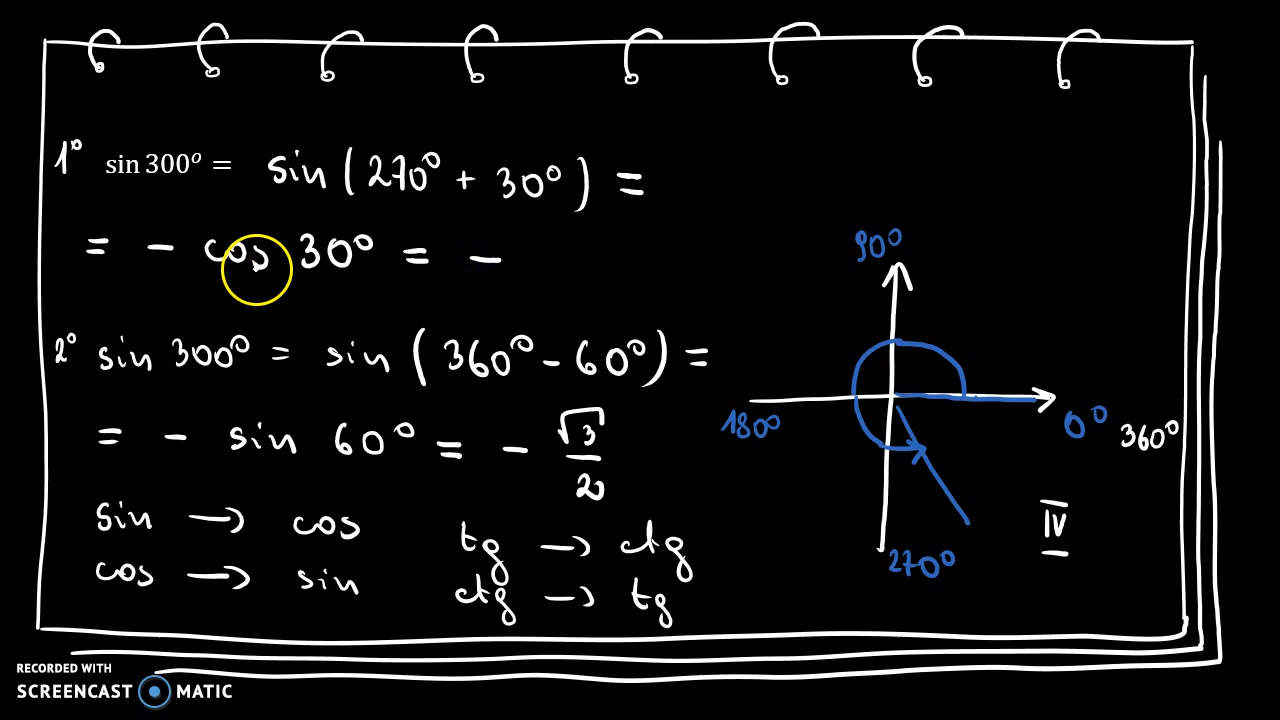 1° sin 300° = sin (270° + 30°) =
= - cos 30° = -
2° sin 300° = sin (360° - 60°) =
= - sin 60° = - √3/2
sin → cos
cos → sin
tg → ctg
ctg → tg
90°
180°
0° 360°
270°
IV
RECORDED WITH
SCREENCAST MATIC